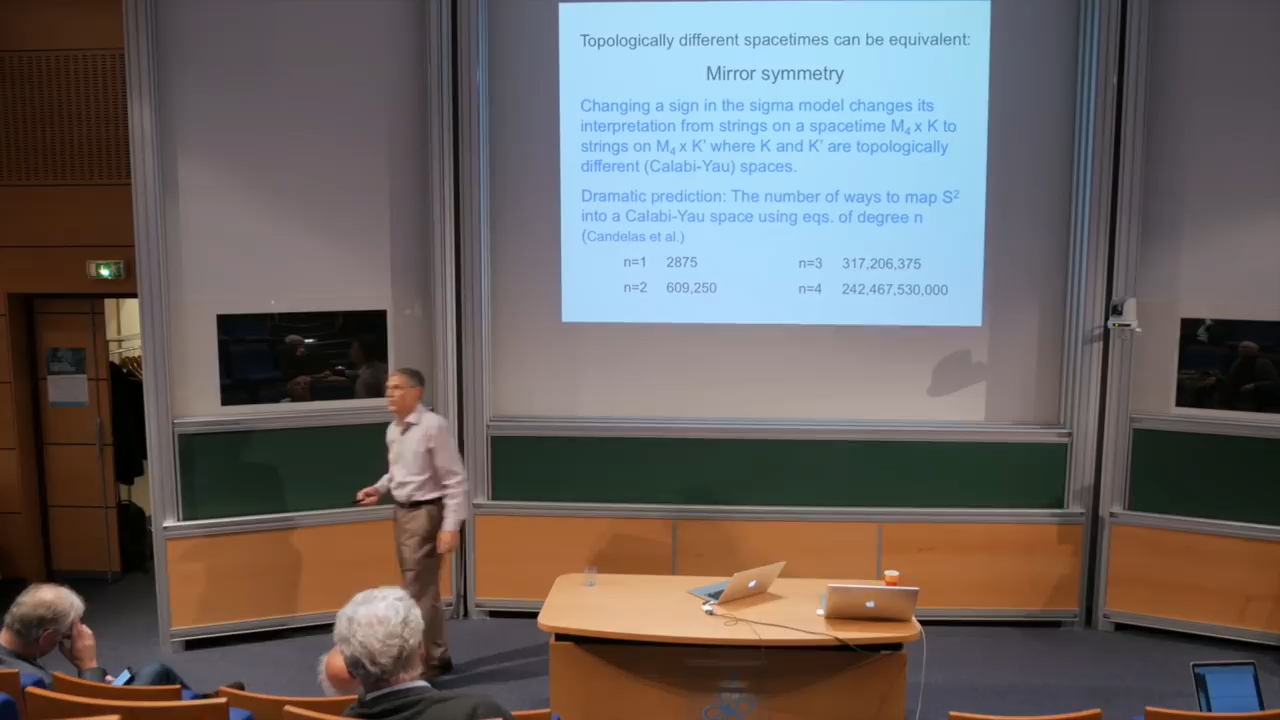 Topologically different spacetimes can be equivalent:
Mirror symmetry
Changing a sign in the sigma model changes its
interpretation from strings on a spacetime M₄ x K to
strings on M₄ x K' where K and K' are topologically
different (Calabi-Yau) spaces.
Dramatic prediction: The number of ways to map S²
into a Calabi-Yau space using eqs. of degree n
(Candelas et al.)
n=1 2875 n=3 317,206,375
n=2 609,250 n=4 242,467,530,000